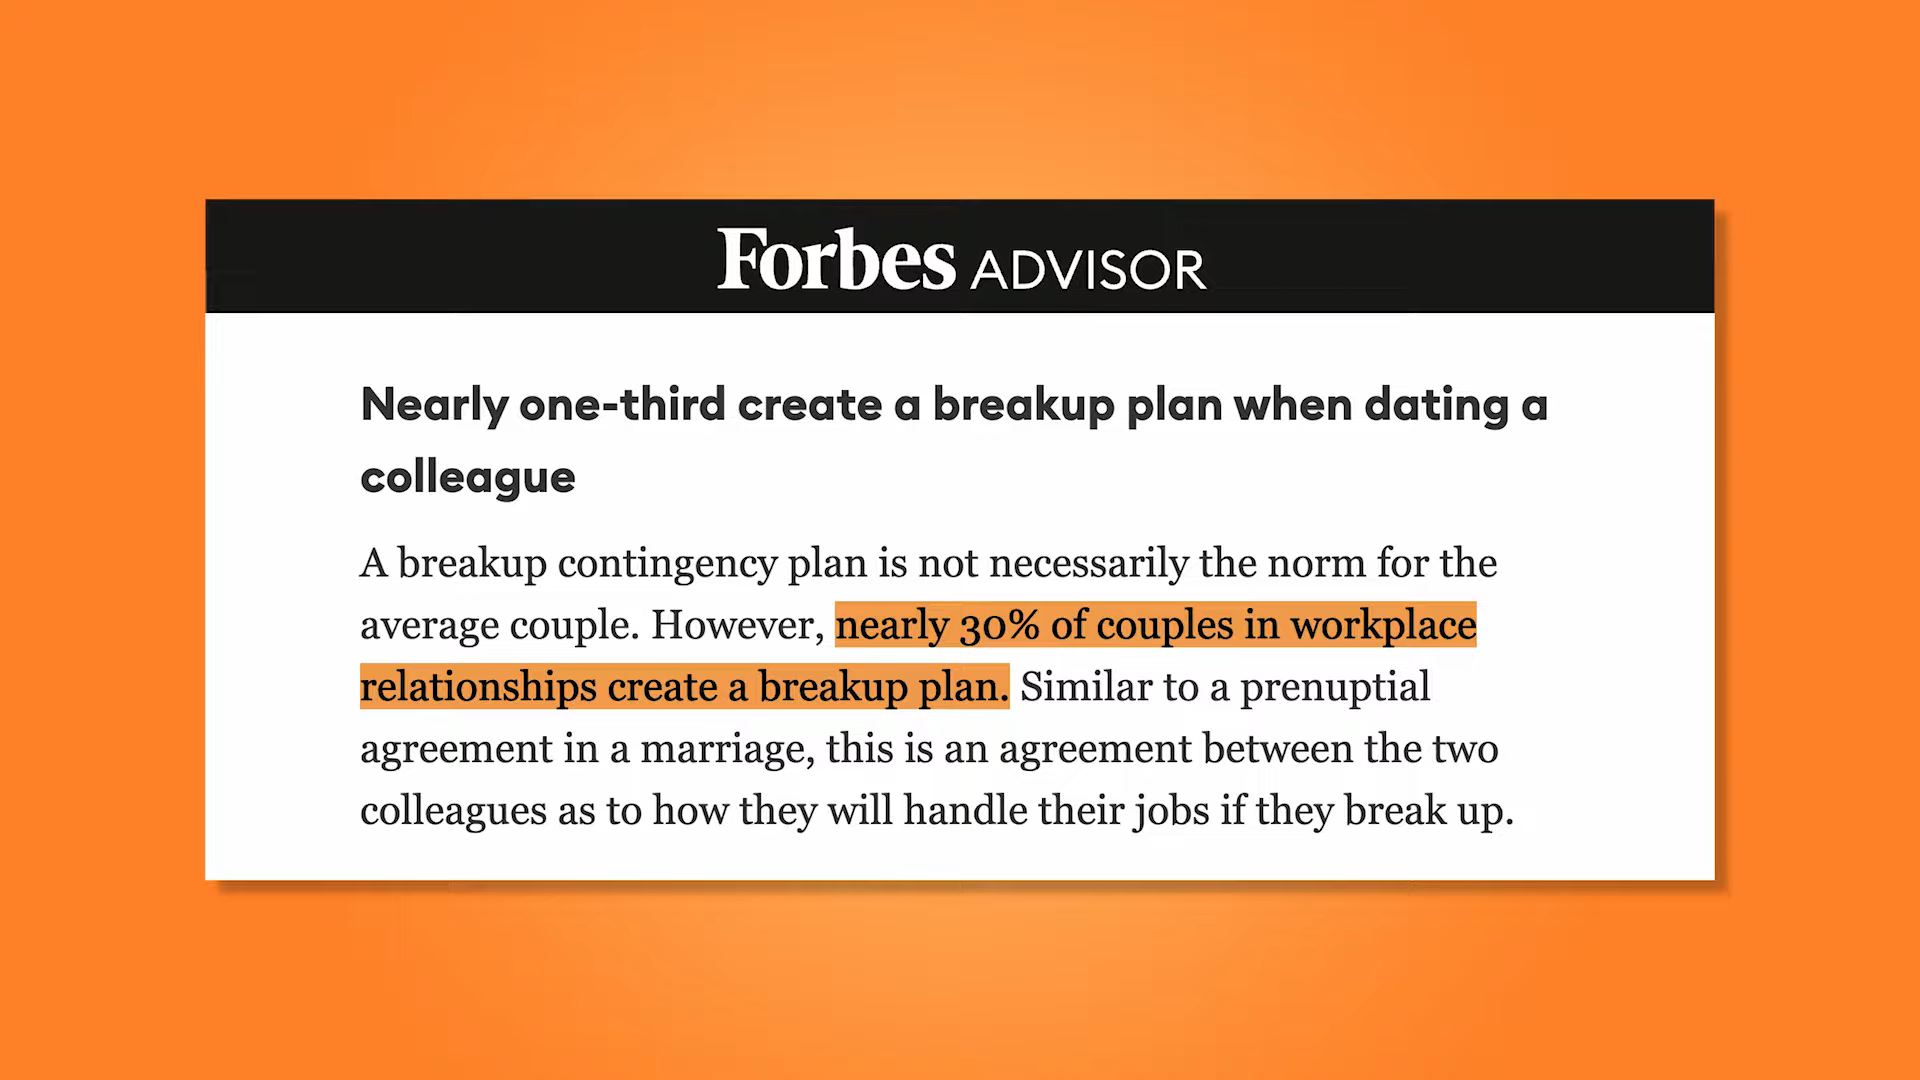 Forbes ADVISOR
Nearly one-third create a breakup plan when dating a
colleague
A breakup contingency plan is not necessarily the norm for the
average couple. However, nearly 30% of couples in workplace
relationships create a breakup plan. Similar to a prenuptial
agreement in a marriage, this is an agreement between the two
colleagues as to how they will handle their jobs if they break up.